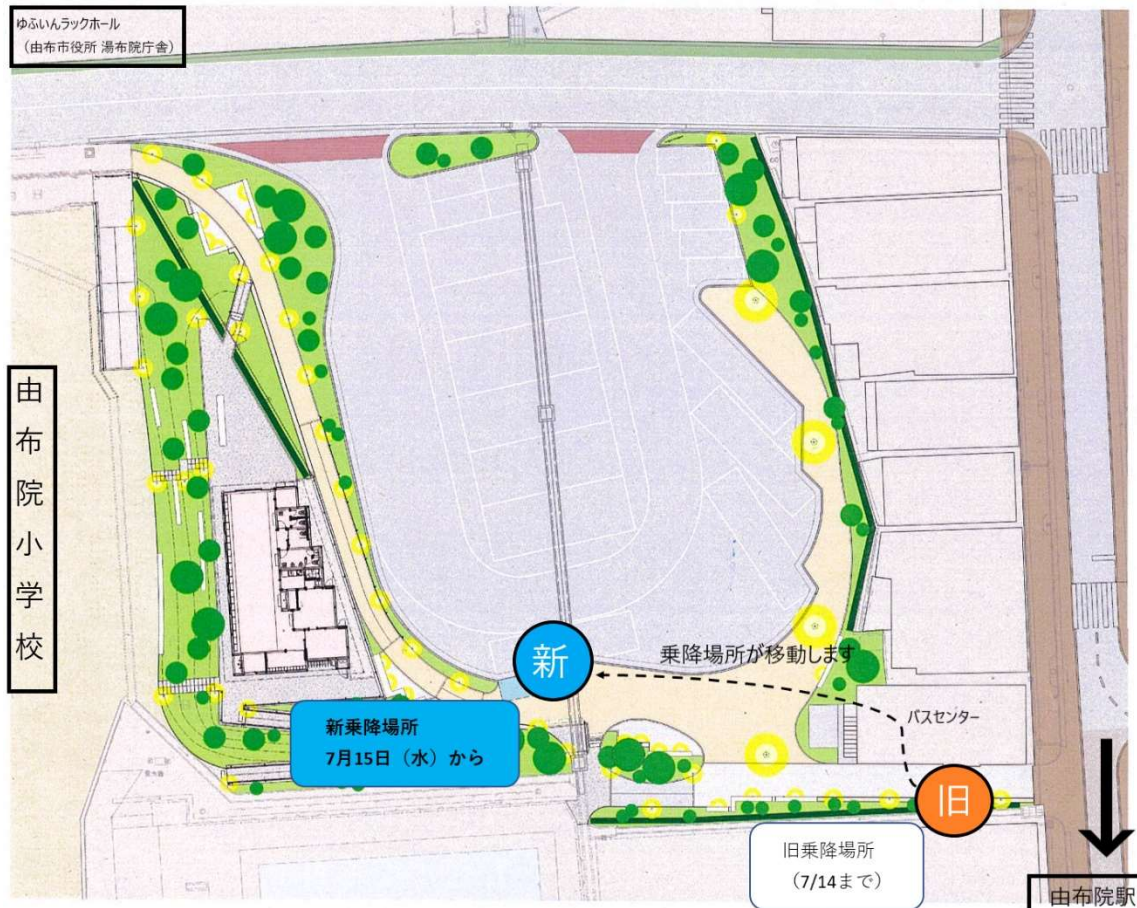 ゆふいんラックホール
（由布市役所 湯布院庁舎）
由布院小学校
新
乗降場所が移動します
バスセンター
新乗降場所
7月15日（水）から
旧
旧乗降場所
（7/14まで）
由布院駅